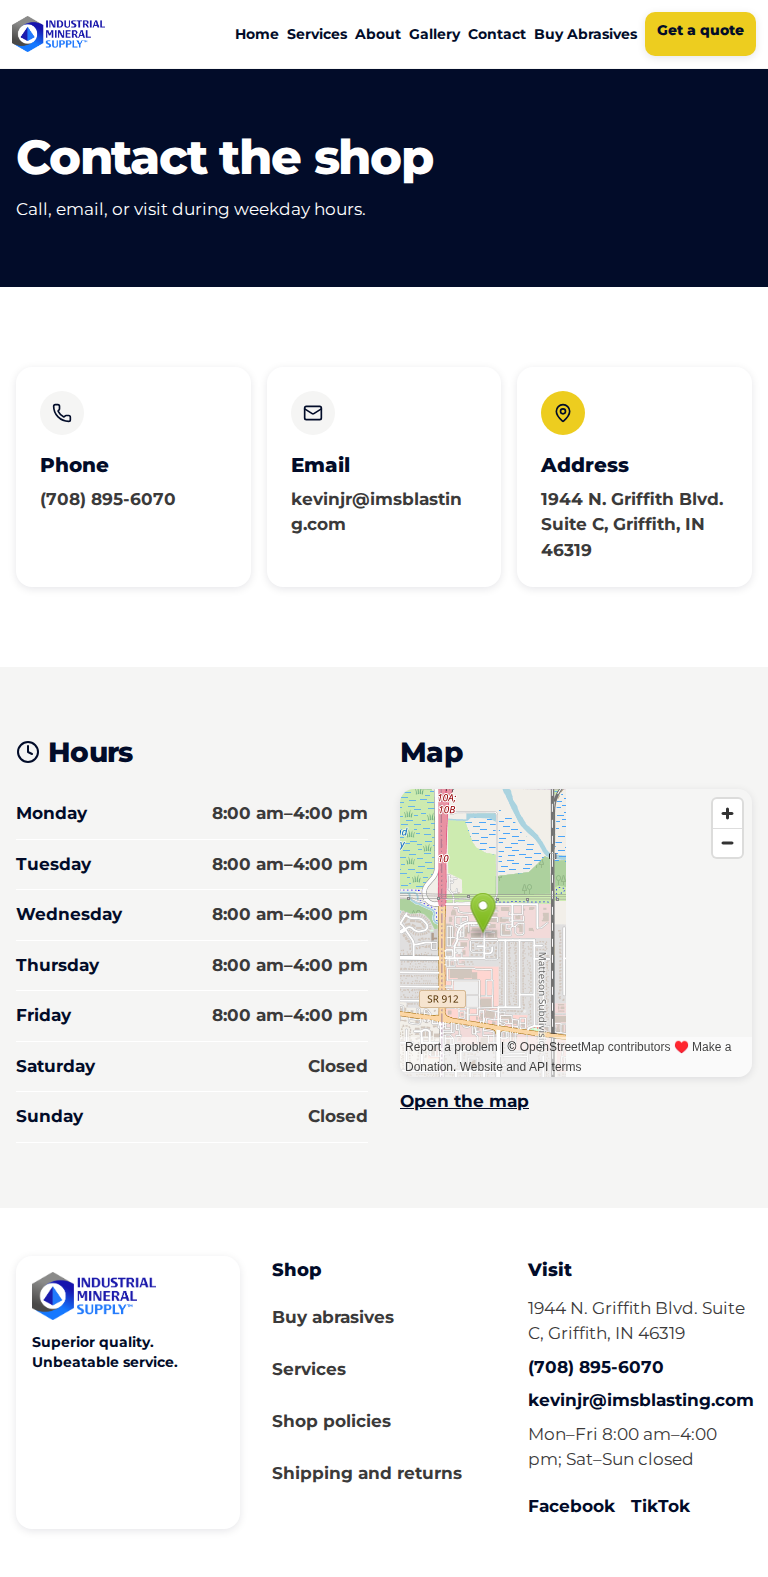 INDUSTRIAL
MINERAL
SUPPLY™
Home Services About Gallery Contact Buy Abrasives Get a quote
Contact the shop
Call, email, or visit during weekday hours.
Phone
(708) 895-6070
Email
kevinjr@imsblastin
g.com
Address
1944 N. Griffith Blvd.
Suite C, Griffith, IN
46319
Hours
Monday 8:00 am–4:00 pm
Tuesday 8:00 am–4:00 pm
Wednesday 8:00 am–4:00 pm
Thursday 8:00 am–4:00 pm
Friday 8:00 am–4:00 pm
Saturday Closed
Sunday Closed
Map
10A;
10B
10
SR 912
+
−
Report a problem | © OpenStreetMap contributors ♥ Make a
Donation. Website and API terms
Open the map
INDUSTRIAL
MINERAL
SUPPLY™
Superior quality.
Unbeatable service.
Shop
Buy abrasives
Services
Shop policies
Shipping and returns
Visit
1944 N. Griffith Blvd. Suite
C, Griffith, IN 46319
(708) 895-6070
kevinjr@imsblasting.com
Mon–Fri 8:00 am–4:00
pm; Sat–Sun closed
Facebook TikTok